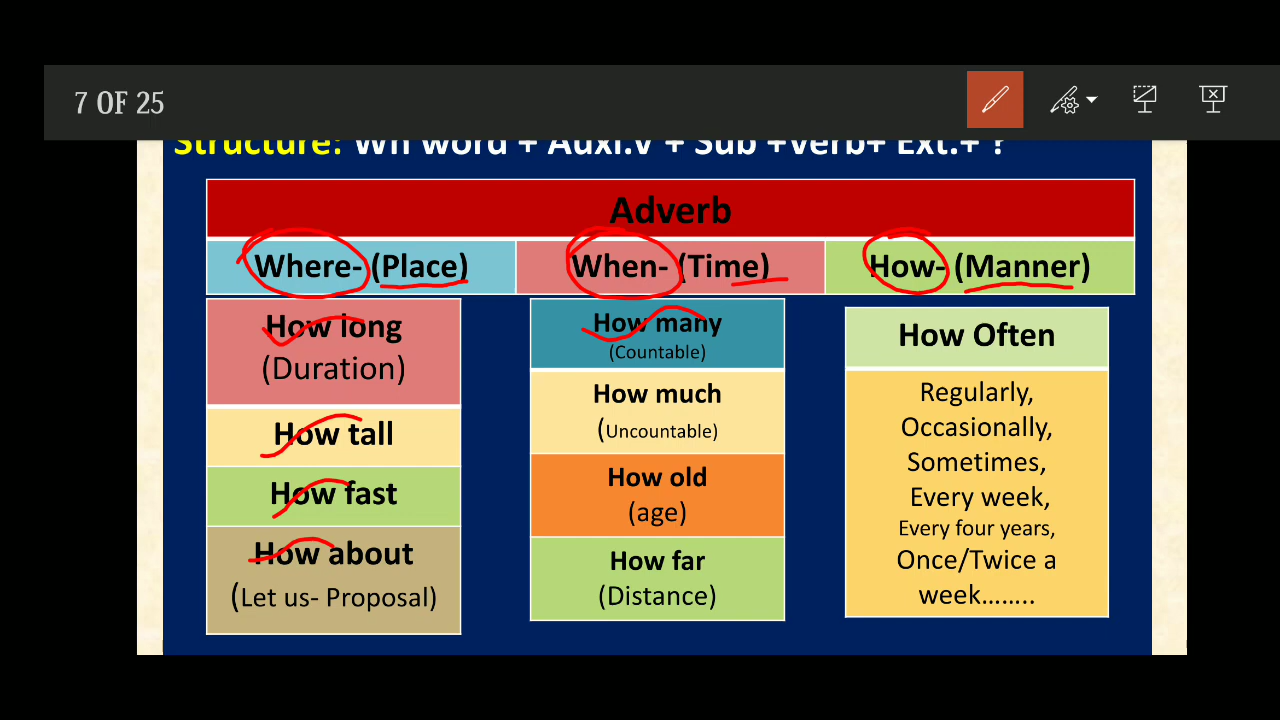 7 OF 25
Structure: Wh word + Auxi.v + Sub +Verb+ Ext.+ ?
Adverb
Where- (Place)
When- (Time)
How- (Manner)
How long
(Duration)
How tall
How fast
How about
(Let us- Proposal)
How many
(Countable)
How much
(Uncountable)
How old
(age)
How far
(Distance)
How Often
Regularly,
Occasionally,
Sometimes,
Every week,
Every four years,
Once/Twice a
week……..